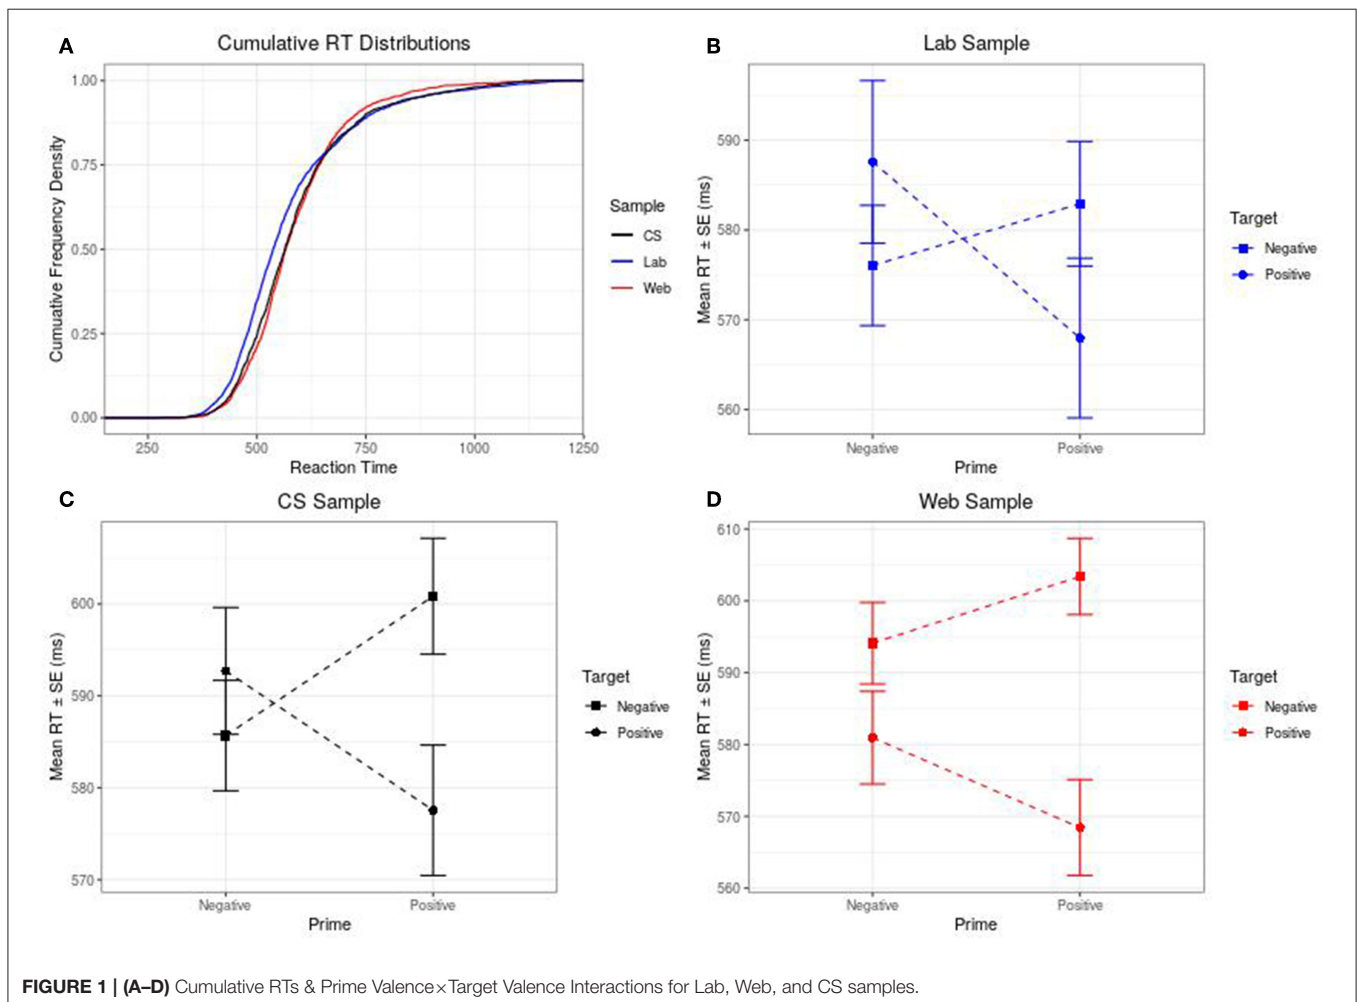 A
Cumulative RT Distributions
Cumuative Frequency Density
1.00
0.75
0.50
0.25
0.00
250 500 750 1000 1250
Reaction Time
Sample
CS
Lab
Web
B
Lab Sample
Mean RT ± SE (ms)
590
580
570
560
Negative Positive
Prime
Target
Negative
Positive
C
CS Sample
Mean RT ± SE (ms)
600
590
580
570
Negative Positive
Prime
Target
Negative
Positive
D
Web Sample
Mean RT ± SE (ms)
610
600
590
580
570
560
Negative Positive
Prime
Target
Negative
Positive
FIGURE 1 | (A–D) Cumulative RTs & Prime Valence×Target Valence Interactions for Lab, Web, and CS samples.